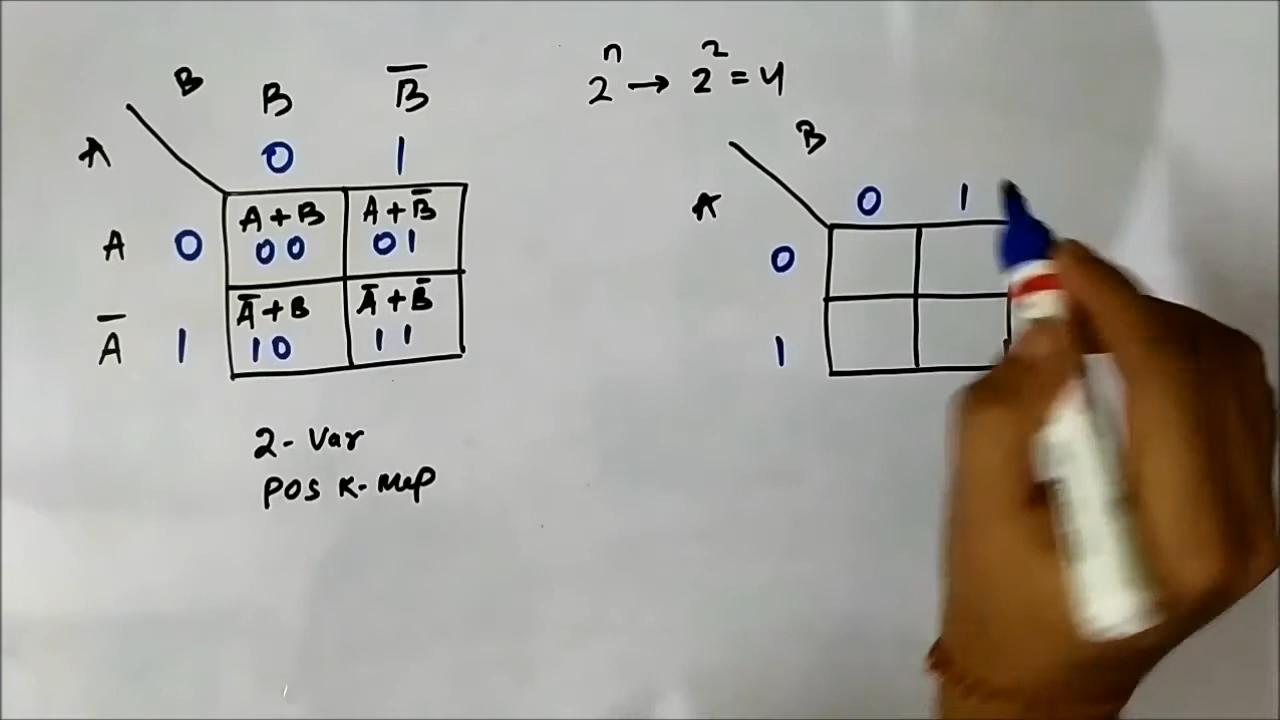 B B B̅
A 0 1
A 0 A+B A+B̅
00 01
A̅ 1 A̅+B A̅+B̅
10 11
2-Var
POS K-Map
2ⁿ → 2² = 4
B
A 0 1
0
1